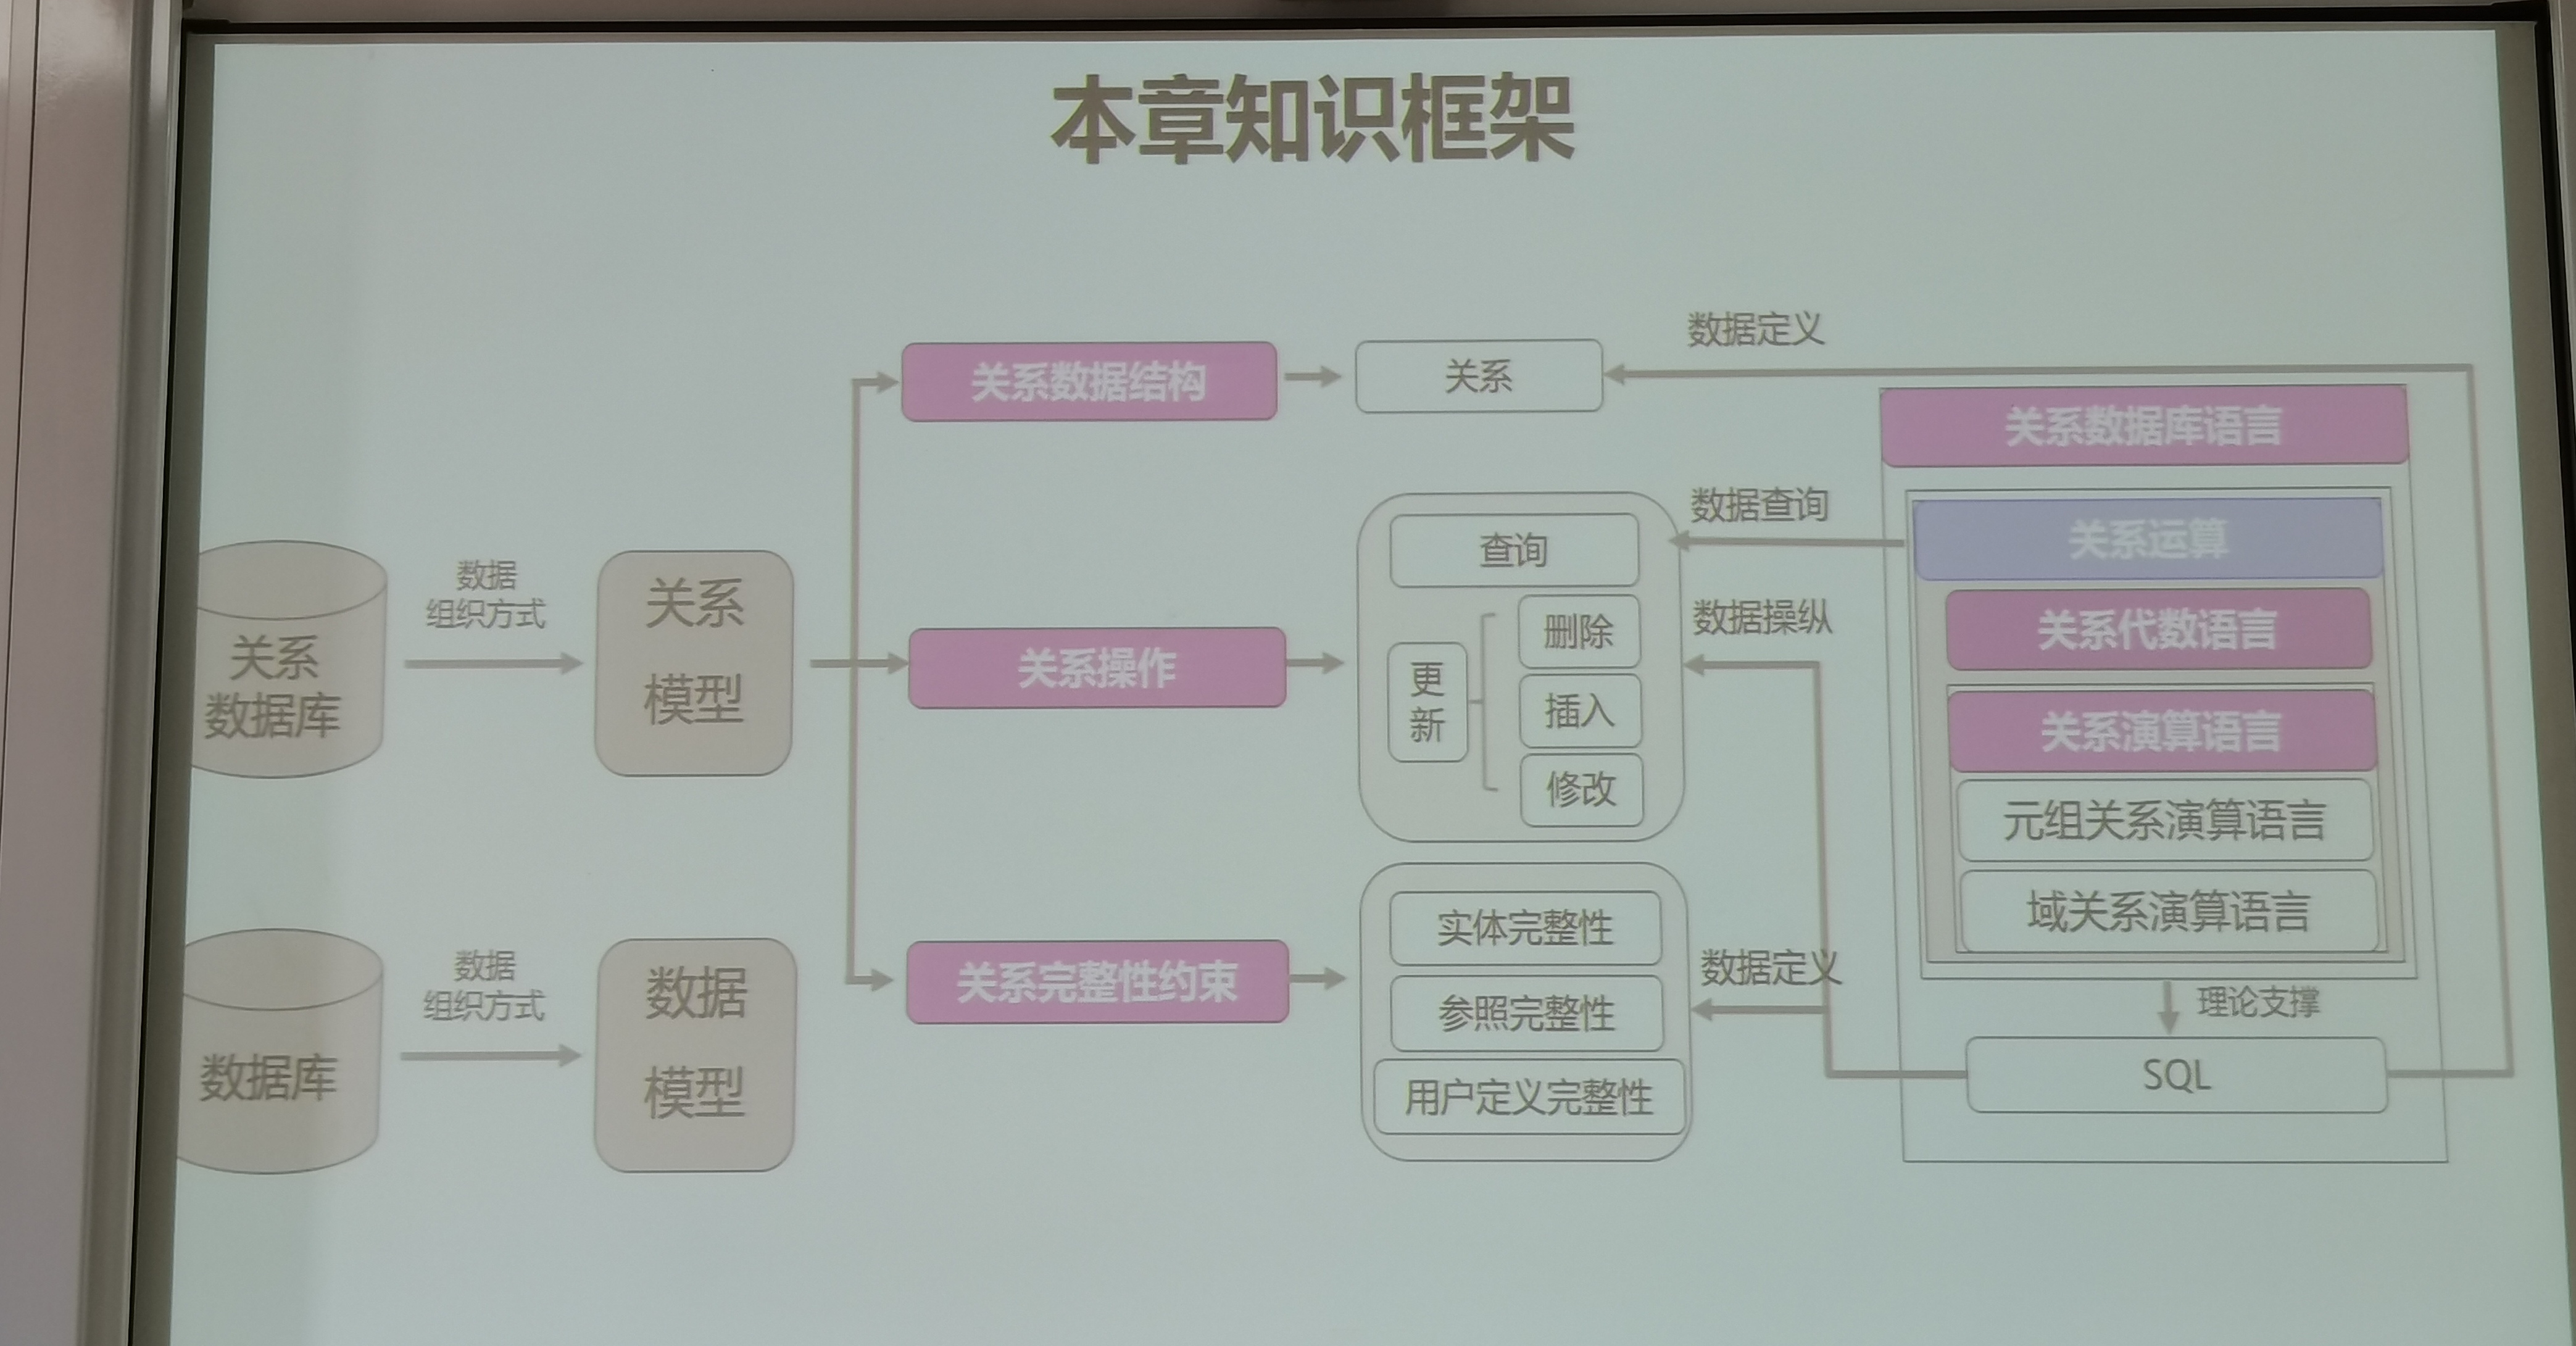 本章知识框架
数据定义
关系数据结构
关系
关系数据库语言
数据查询
查询
关系运算
数据
组织方式
关系
模型
关系
数据库
关系操作
更
新
删除
插入
修改
数据操纵
关系代数语言
关系演算语言
元组关系演算语言
域关系演算语言
数据
组织方式
数据
模型
数据库
关系完整性约束
实体完整性
参照完整性
用户定义完整性
数据定义
理论支撑
SQL